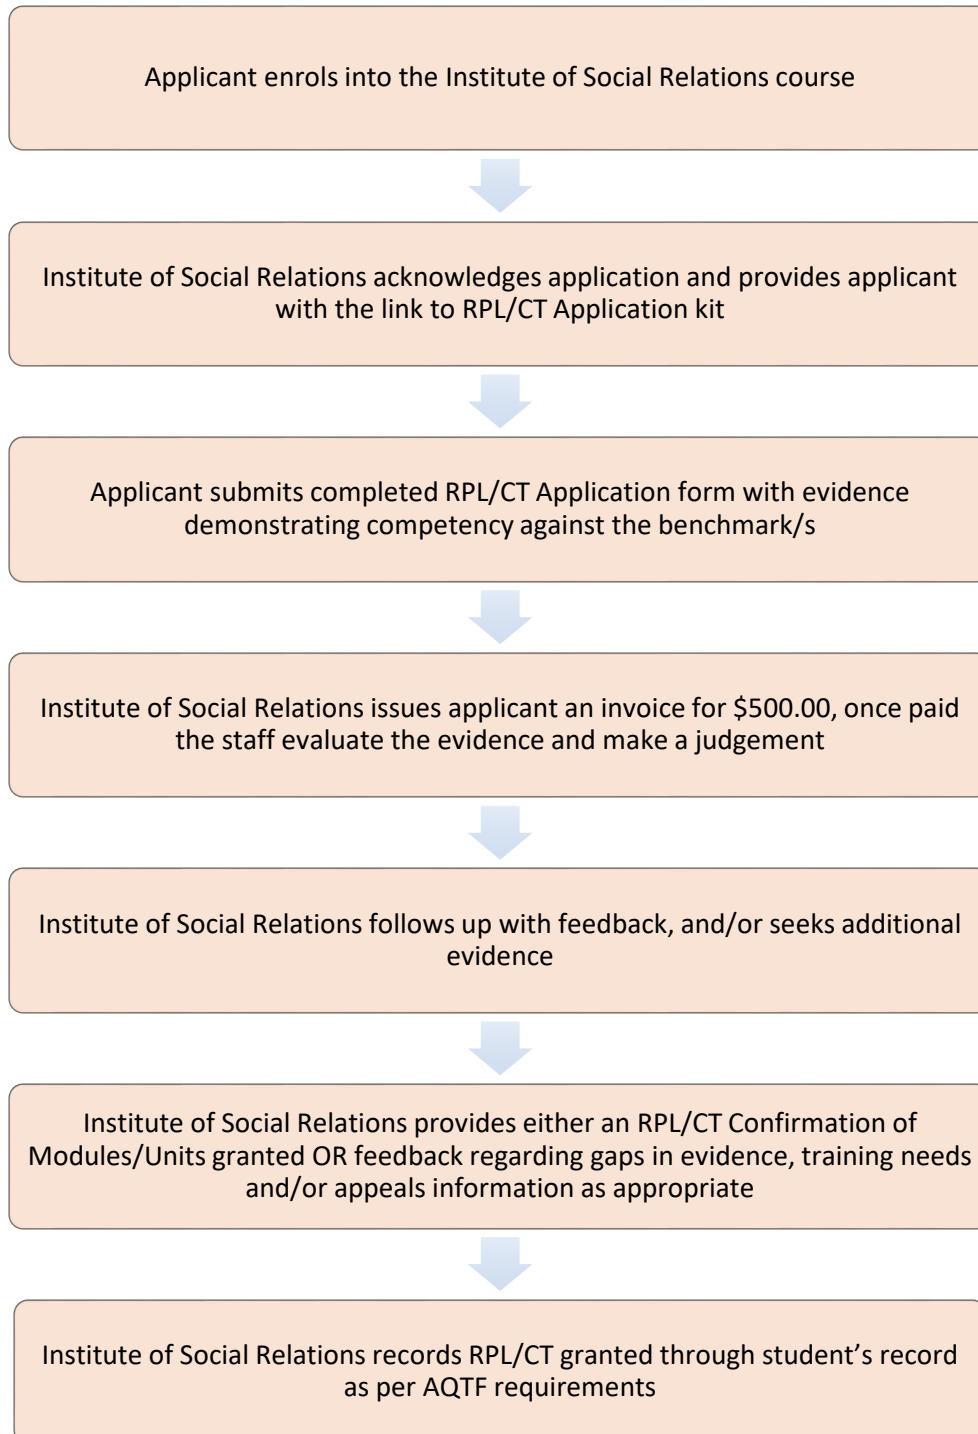 Applicant enrols into the Institute of Social Relations course
Institute of Social Relations acknowledges application and provides applicant
with the link to RPL/CT Application kit
Applicant submits completed RPL/CT Application form with evidence
demonstrating competency against the benchmark/s
Institute of Social Relations issues applicant an invoice for $500.00, once paid
the staff evaluate the evidence and make a judgement
Institute of Social Relations follows up with feedback, and/or seeks additional
evidence
Institute of Social Relations provides either an RPL/CT Confirmation of
Modules/Units granted OR feedback regarding gaps in evidence, training needs
and/or appeals information as appropriate
Institute of Social Relations records RPL/CT granted through student’s record
as per AQTF requirements